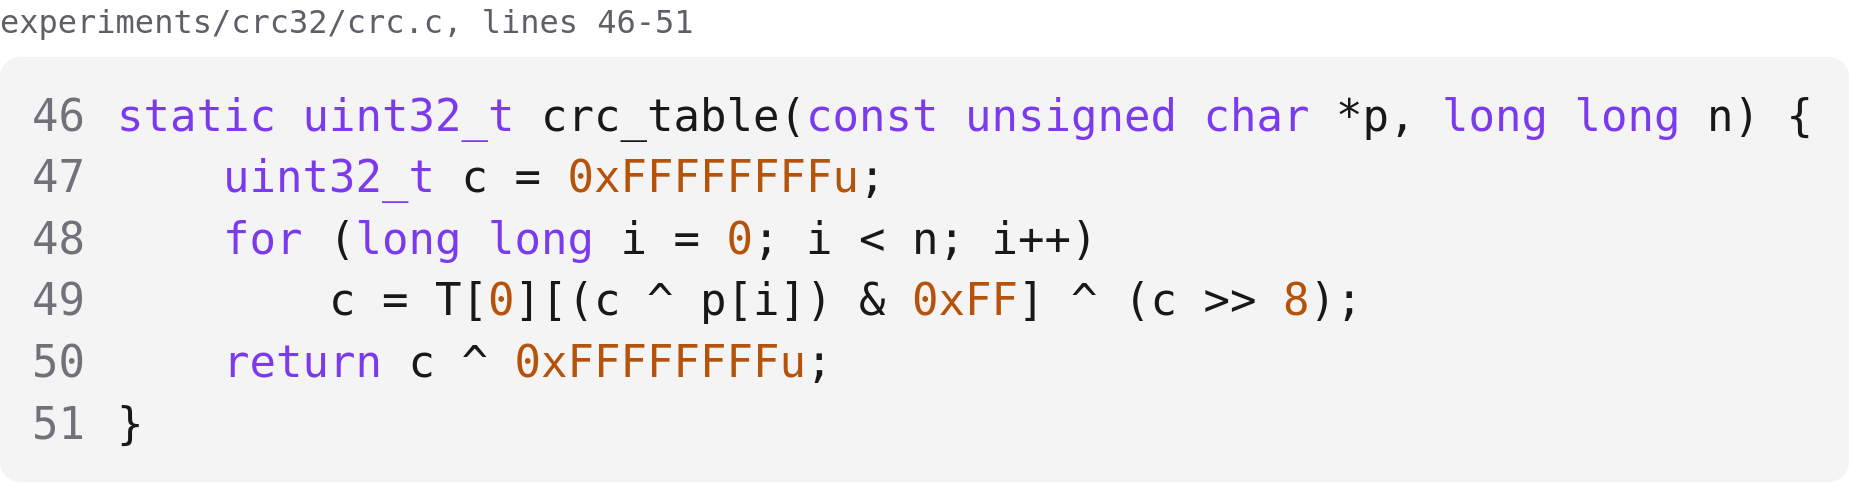 experiments/crc32/crc.c, lines 46-51
46 static uint32_t crc_table(const unsigned char *p, long long n) {
47     uint32_t c = 0xFFFFFFFFu;
48     for (long long i = 0; i < n; i++)
49         c = T[0][(c ^ p[i]) & 0xFF] ^ (c >> 8);
50     return c ^ 0xFFFFFFFFu;
51 }